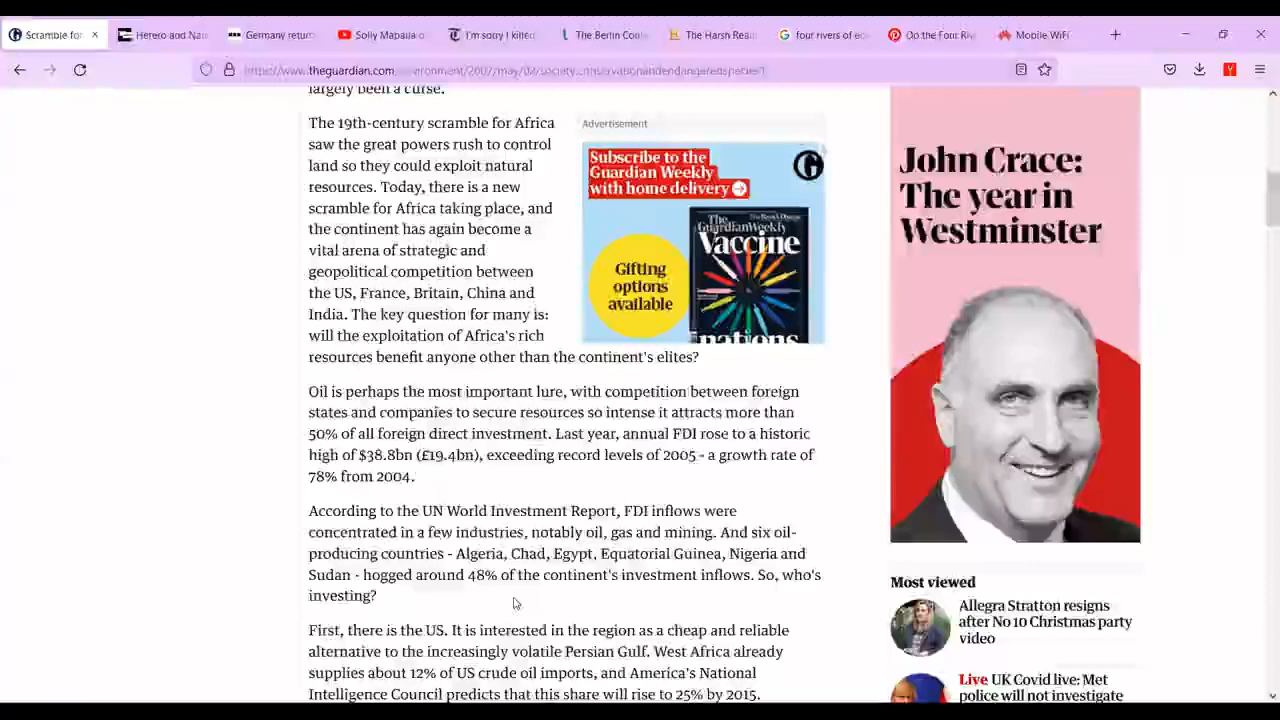 Scramble for
Herero and Na
Germany return
Solly Mapaila o
I'm sorry I killed
The Berlin Con
The Harsh Rea
four rivers of e
Op the Four Riv
Mobile WiFi
largely been a curse.
The 19th-century scramble for Africa
saw the great powers rush to control
land so they could exploit natural
resources. Today, there is a new
scramble for Africa taking place, and
the continent has again become a
vital arena of strategic and
geopolitical competition between
the US, France, Britain, China and
India. The key question for many is:
will the exploitation of Africa's rich
resources benefit anyone other than the continent's elites?
Advertisement
Subscribe to the
Guardian Weekly
with home delivery
Gifting
options
available
The
GuardianWeekly
Vaccine
nations
Oil is perhaps the most important lure, with competition between foreign
states and companies to secure resources so intense it attracts more than
50% of all foreign direct investment. Last year, annual FDI rose to a historic
high of $38.8bn (£19.4bn), exceeding record levels of 2005 - a growth rate of
78% from 2004.
According to the UN World Investment Report, FDI inflows were
concentrated in a few industries, notably oil, gas and mining. And six oil-
producing countries - Algeria, Chad, Egypt, Equatorial Guinea, Nigeria and
Sudan - hogged around 48% of the continent's investment inflows. So, who's
investing?
First, there is the US. It is interested in the region as a cheap and reliable
alternative to the increasingly volatile Persian Gulf. West Africa already
supplies about 12% of US crude oil imports, and America's National
Intelligence Council predicts that this share will rise to 25% by 2015.
John Crace:
The year in
Westminster
Most viewed
Allegra Stratton resigns
after No 10 Christmas party
video
Live UK Covid live: Met
police will not investigate